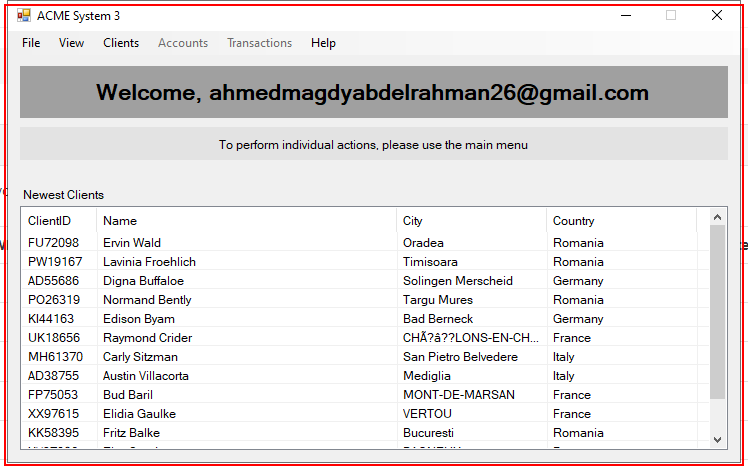 ACME System 3
File View Clients Accounts Transactions Help
Welcome, ahmedmagdyabdelrahman26@gmail.com
To perform individual actions, please use the main menu
Newest Clients
ClientID Name City Country
FU72098 Ervin Wald Oradea Romania
PW19167 Lavinia Froehlich Timisoara Romania
AD55686 Digna Buffaloe Solingen Merscheid Germany
PO26319 Normand Bently Targu Mures Romania
KI44163 Edison Byam Bad Berneck Germany
UK18656 Raymond Crider CHÃ?â??LONS-EN-CH... France
MH61370 Carly Sitzman San Pietro Belvedere Italy
AD38755 Austin Villacorta Mediglia Italy
FP75053 Bud Baril MONT-DE-MARSAN France
XX97615 Elidia Gaulke VERTOU France
KK58395 Fritz Balke Bucuresti Romania